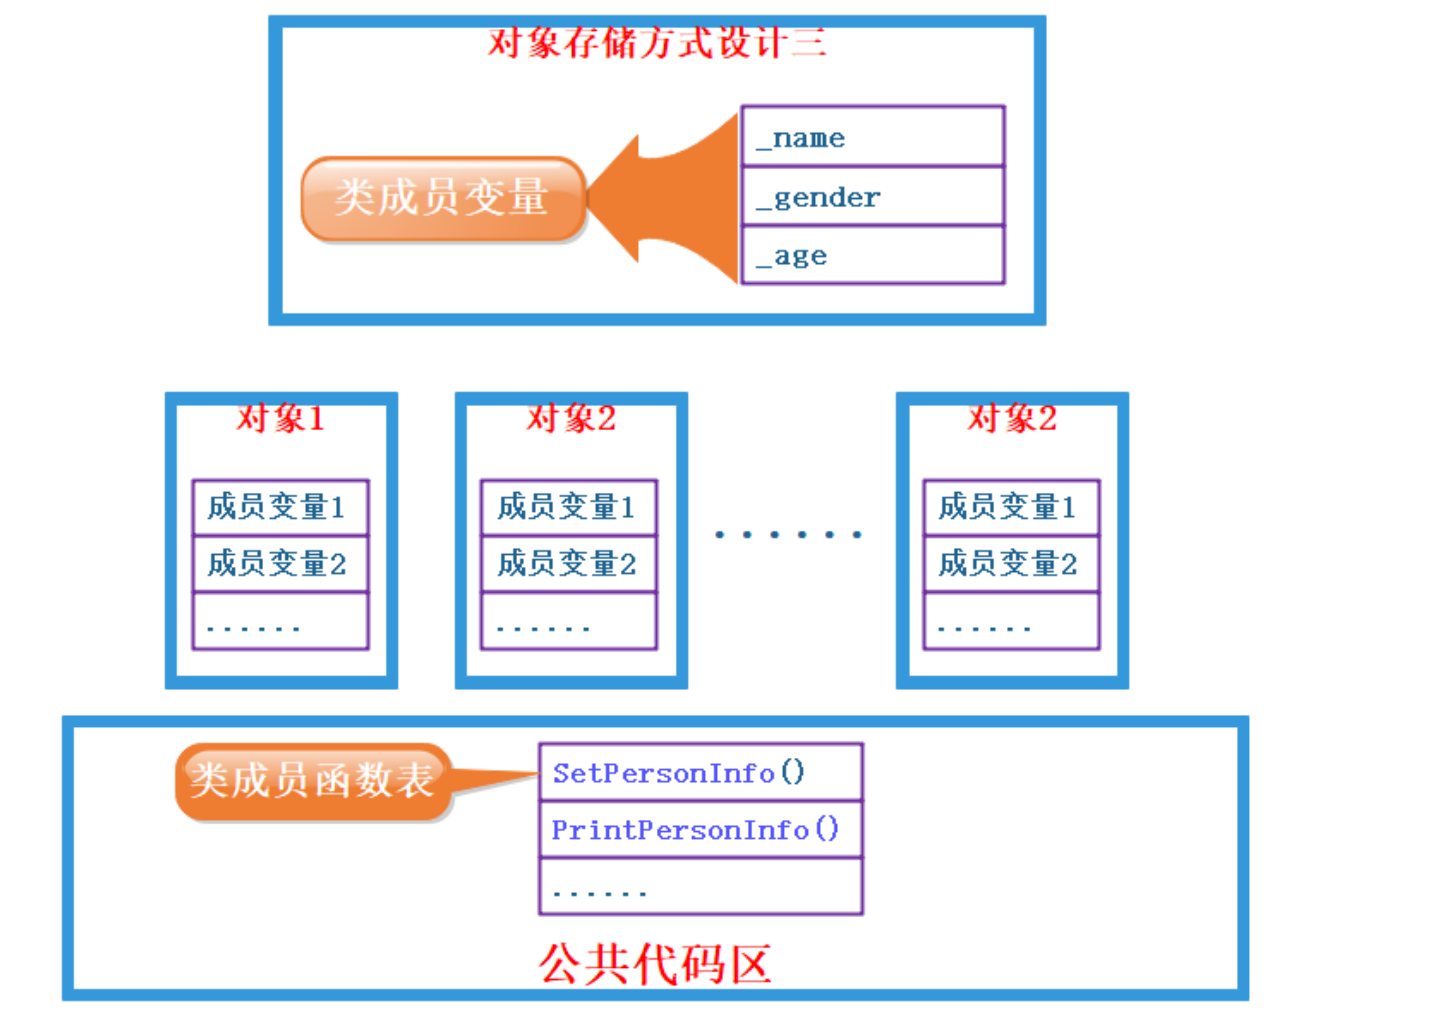 对象存储方式设计三
类成员变量
_name
_gender
_age
对象1
成员变量1
成员变量2
......
对象2
成员变量1
成员变量2
......
......
对象2
成员变量1
成员变量2
......
类成员函数表
SetPersonInfo()
PrintPersonInfo()
......
公共代码区